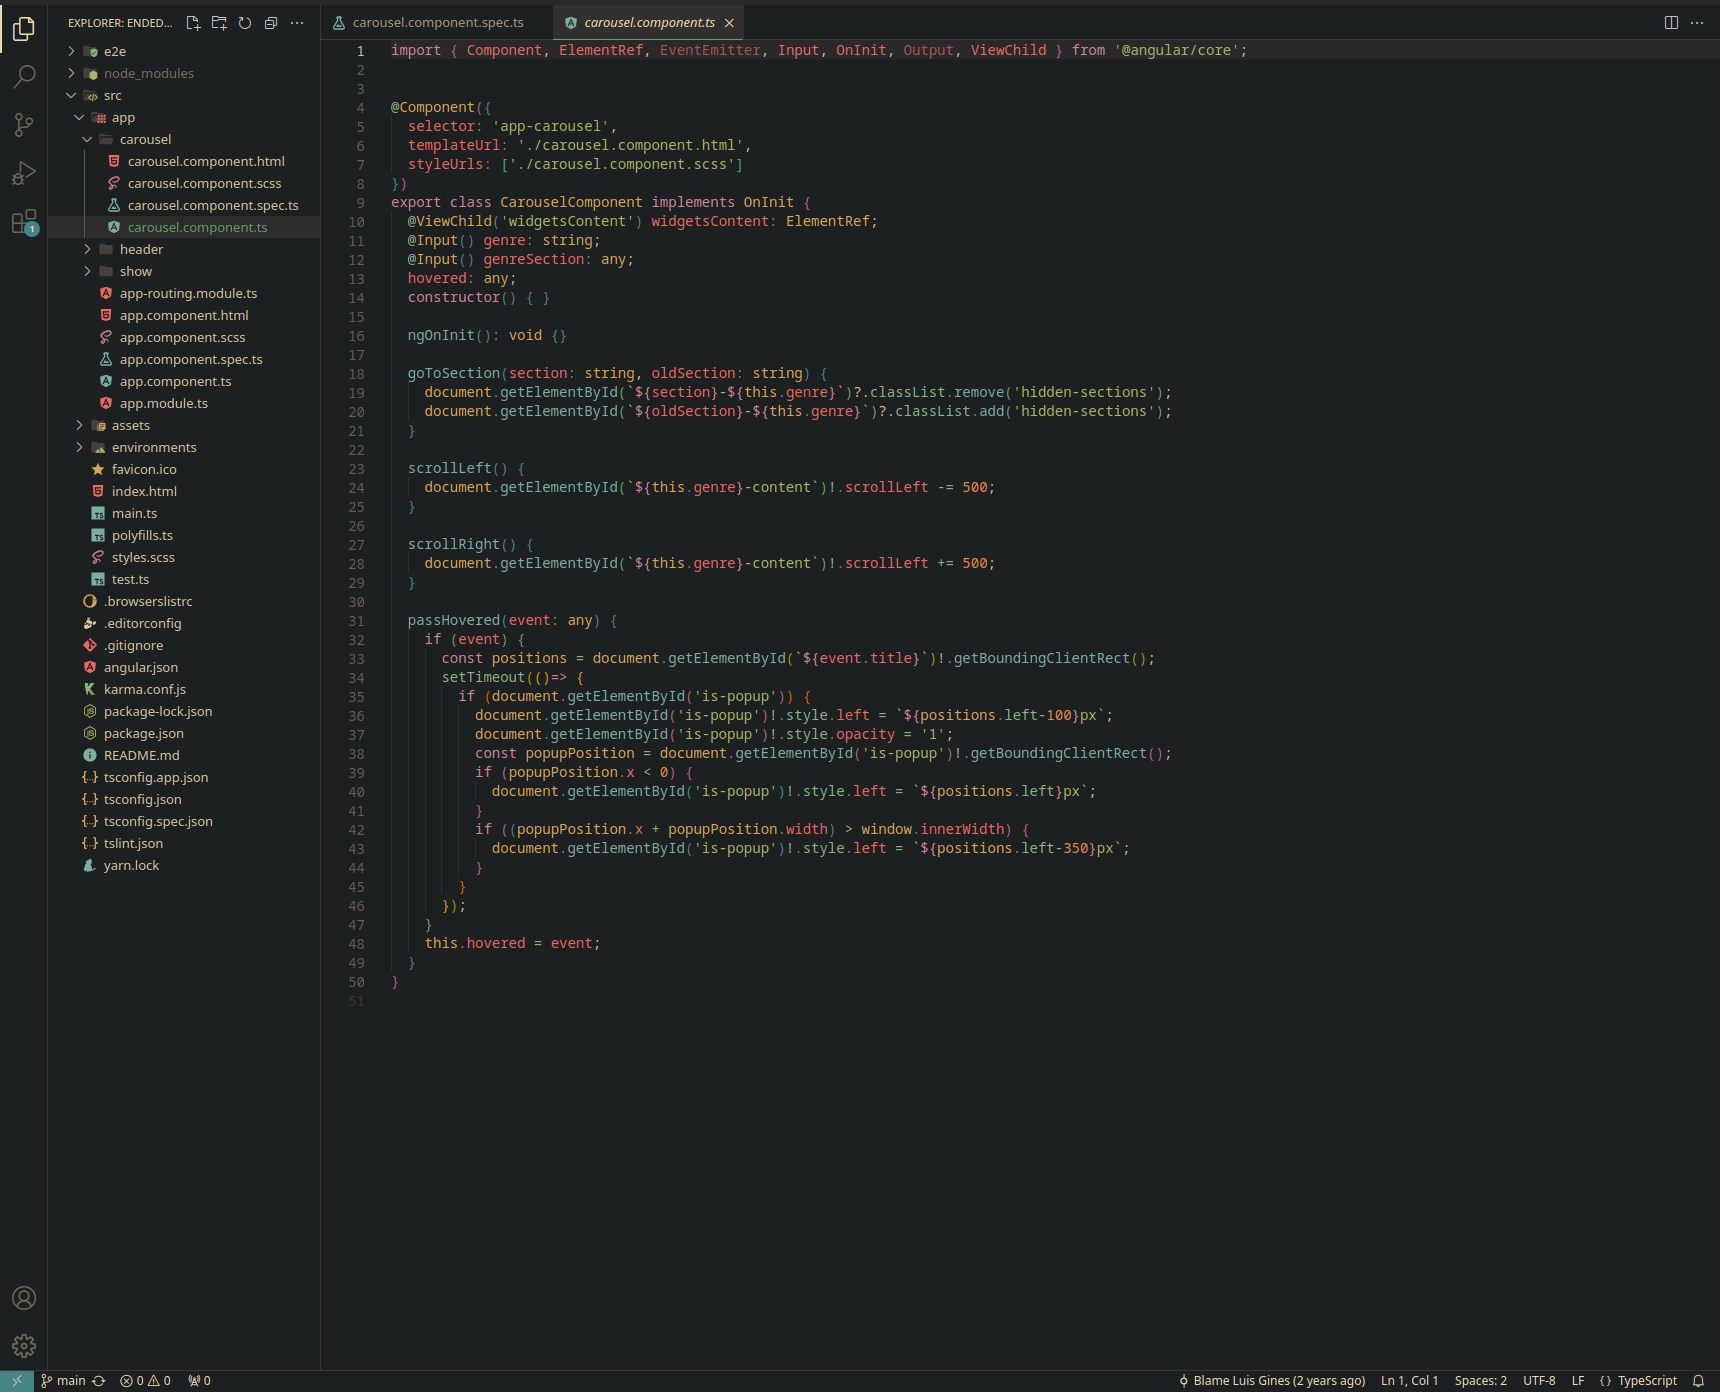 EXPLORER: ENDED...
e2e
node_modules
src
app
carousel
carousel.component.html
carousel.component.scss
carousel.component.spec.ts
carousel.component.ts
header
show
app-routing.module.ts
app.component.html
app.component.scss
app.component.spec.ts
app.component.ts
app.module.ts
assets
environments
favicon.ico
index.html
main.ts
polyfills.ts
styles.scss
test.ts
.browserslistrc
.editorconfig
.gitignore
angular.json
karma.conf.js
package-lock.json
package.json
README.md
tsconfig.app.json
tsconfig.json
tsconfig.spec.json
tslint.json
yarn.lock
1
carousel.component.spec.ts carousel.component.ts
1 import { Component, ElementRef, EventEmitter, Input, OnInit, Output, ViewChild } from '@angular/core';
2
3
4 @Component({
5 selector: 'app-carousel',
6 templateUrl: './carousel.component.html',
7 styleUrls: ['./carousel.component.scss']
8 })
9 export class CarouselComponent implements OnInit {
10 @ViewChild('widgetsContent') widgetsContent: ElementRef;
11 @Input() genre: string;
12 @Input() genreSection: any;
13 hovered: any;
14 constructor() { }
15
16 ngOnInit(): void {}
17
18 goToSection(section: string, oldSection: string) {
19 document.getElementById(`${section}-${this.genre}`)?.classList.remove('hidden-sections');
20 document.getElementById(`${oldSection}-${this.genre}`)?.classList.add('hidden-sections');
21 }
22
23 scrollLeft() {
24 document.getElementById(`${this.genre}-content`)!.scrollLeft -= 500;
25 }
26
27 scrollRight() {
28 document.getElementById(`${this.genre}-content`)!.scrollLeft += 500;
29 }
30
31 passHovered(event: any) {
32 if (event) {
33 const positions = document.getElementById(`${event.title}`)!.getBoundingClientRect();
34 setTimeout(()=> {
35 if (document.getElementById('is-popup')) {
36 document.getElementById('is-popup')!.style.left = `${positions.left-100}px`;
37 document.getElementById('is-popup')!.style.opacity = '1';
38 const popupPosition = document.getElementById('is-popup')!.getBoundingClientRect();
39 if (popupPosition.x < 0) {
40 document.getElementById('is-popup')!.style.left = `${positions.left}px`;
41 }
42 if ((popupPosition.x + popupPosition.width) > window.innerWidth) {
43 document.getElementById('is-popup')!.style.left = `${positions.left-350}px`;
44 }
45 }
46 });
47 }
48 this.hovered = event;
49 }
50 }
51
main 0 0 0 Blame Luis Gines (2 years ago) Ln 1, Col 1 Spaces: 2 UTF-8 LF {} TypeScript